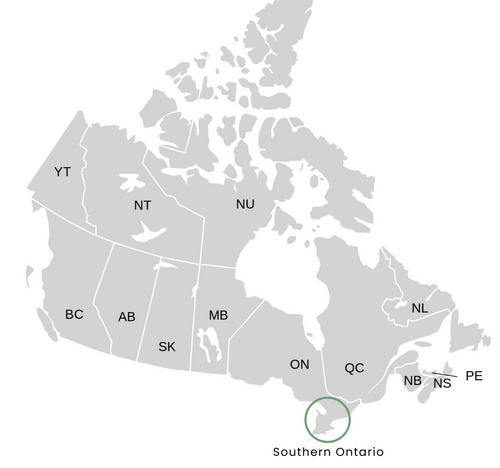 YT
NT
NU
BC
AB
SK
MB
ON
QC
NL
NB
NS
PE
Southern Ontario